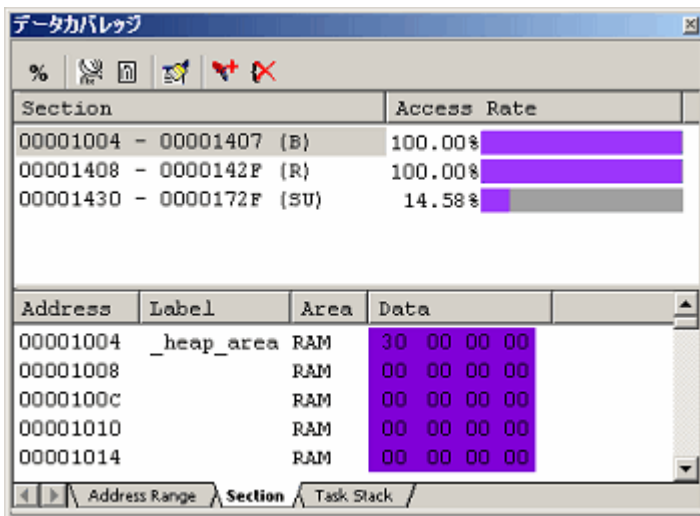 データカバレッジ
%
Section Access Rate
00001004 - 00001407 (B) 100.00%
00001408 - 0000142F (R) 100.00%
00001430 - 0000172F (SU) 14.58%
Address Label Area Data
00001004 _heap_area RAM 30 00 00 00
00001008 RAM 00 00 00 00
0000100C RAM 00 00 00 00
00001010 RAM 00 00 00 00
00001014 RAM 00 00 00 00
Address Range Section Task Stack